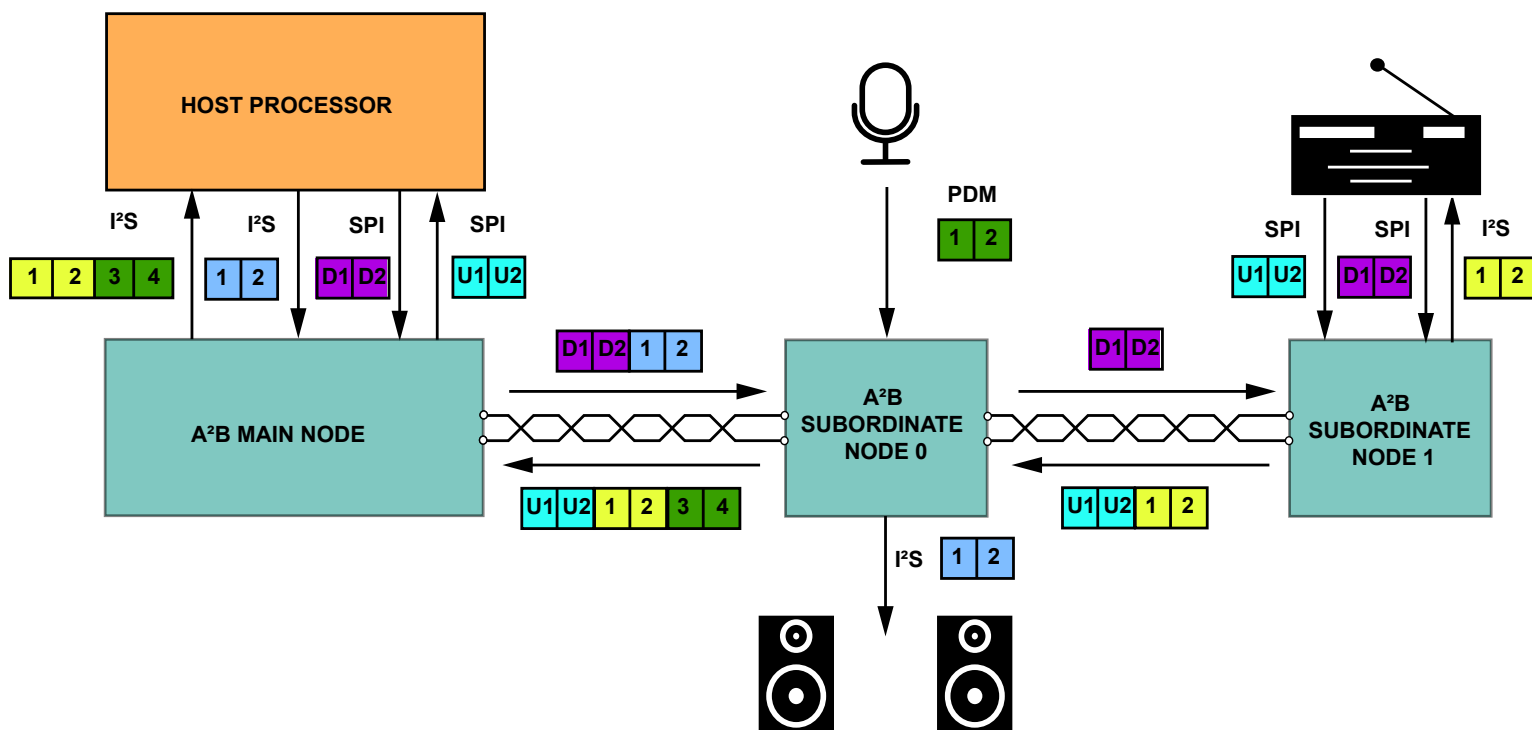 HOST PROCESSOR
I²S
I²S
SPI
SPI
1 2 3 4
1 2
D1 D2
U1 U2
PDM
1 2
SPI
SPI
I²S
U1 U2
D1 D2
1 2
D1 D2 1 2
D1 D2
A²B MAIN NODE
A²B
SUBORDINATE
NODE 0
A²B
SUBORDINATE
NODE 1
U1 U2 1 2 3 4
U1 U2 1 2
I²S
1 2